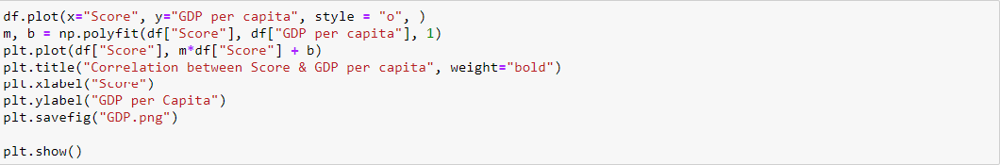 df.plot(x="Score", y="GDP per capita", style = "o", )
m, b = np.polyfit(df["Score"], df["GDP per capita"], 1)
plt.plot(df["Score"], m*df["Score"] + b)
plt.title("Correlation between Score & GDP per capita", weight="bold")
plt.xlabel("Score")
plt.ylabel("GDP per Capita")
plt.savefig("GDP.png")
plt.show()